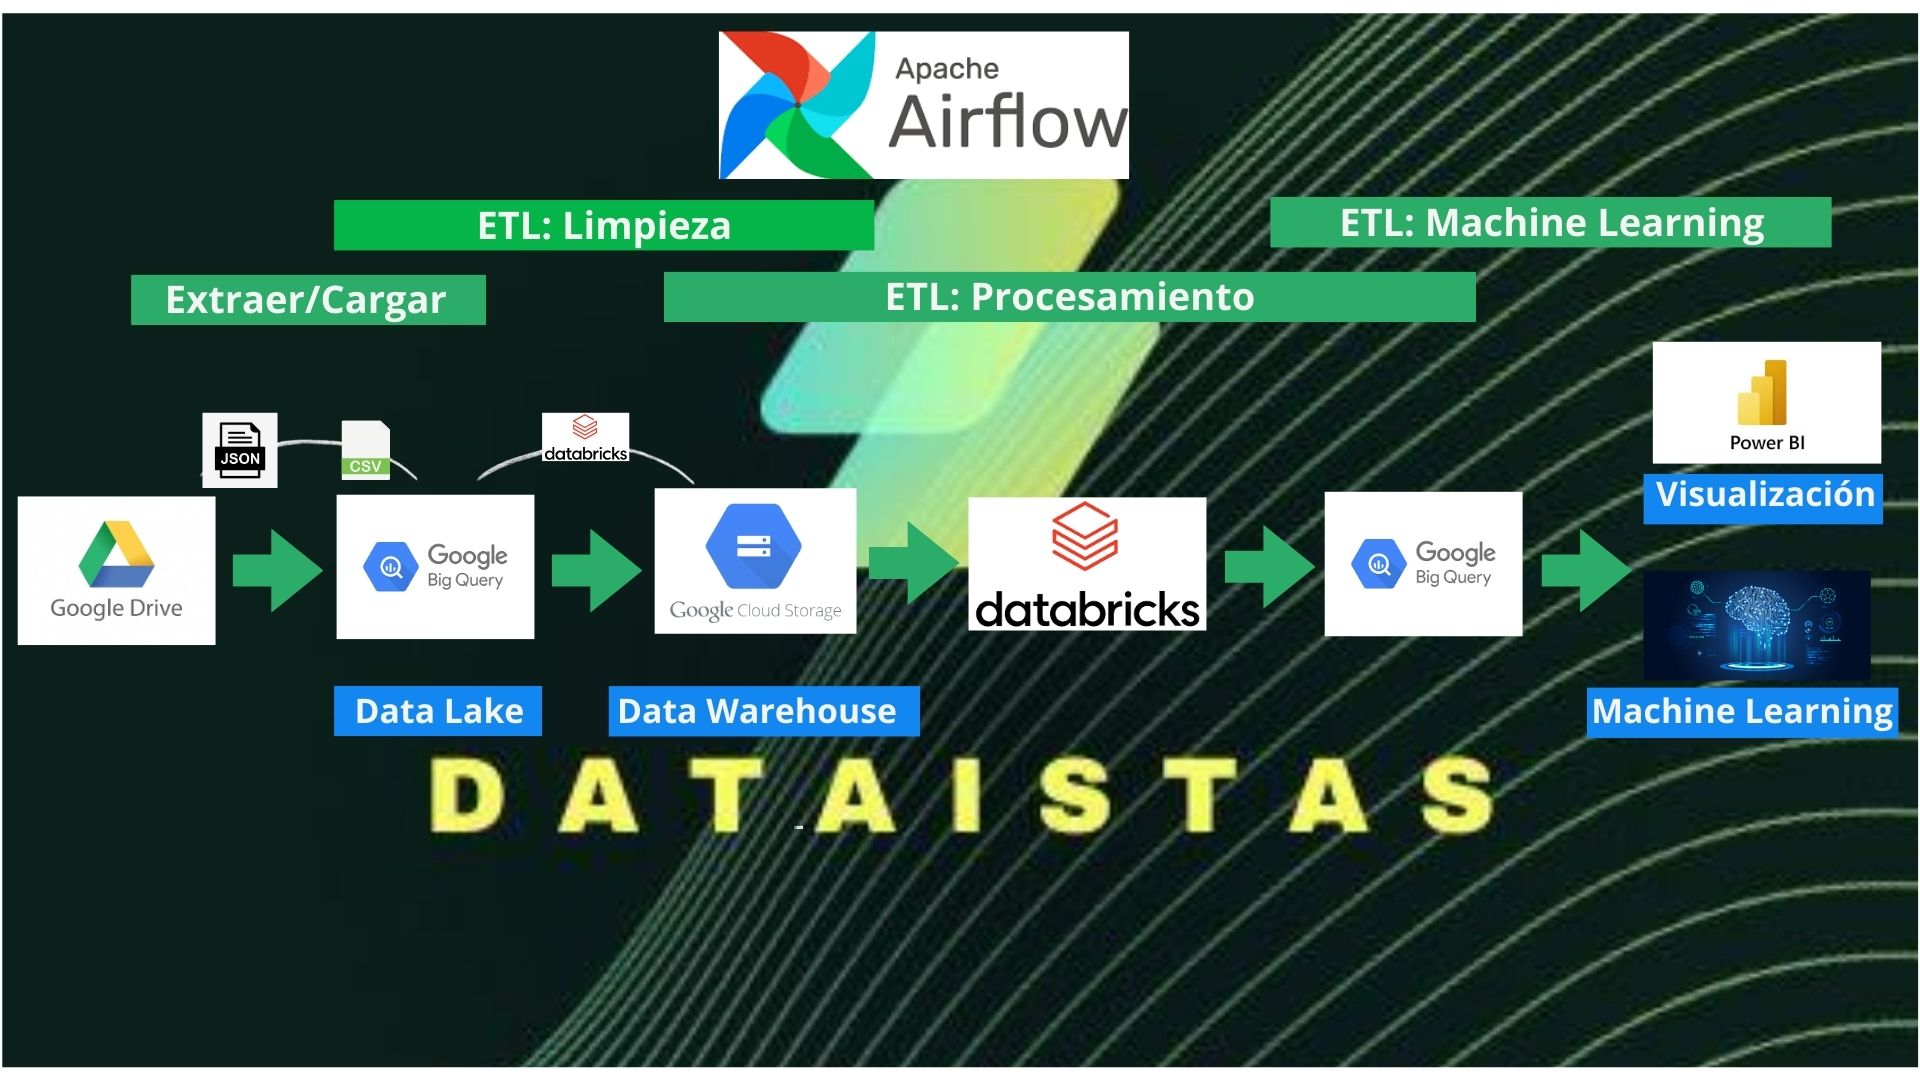 Apache
Airflow
ETL: Limpieza
ETL: Machine Learning
Extraer/Cargar
ETL: Procesamiento
JSON
CSV
databricks
Power BI
Visualización
Google Drive
Google
Big Query
Google Cloud Storage
databricks
Google
Big Query
Data Lake
Data Warehouse
Machine Learning
DATAISTAS